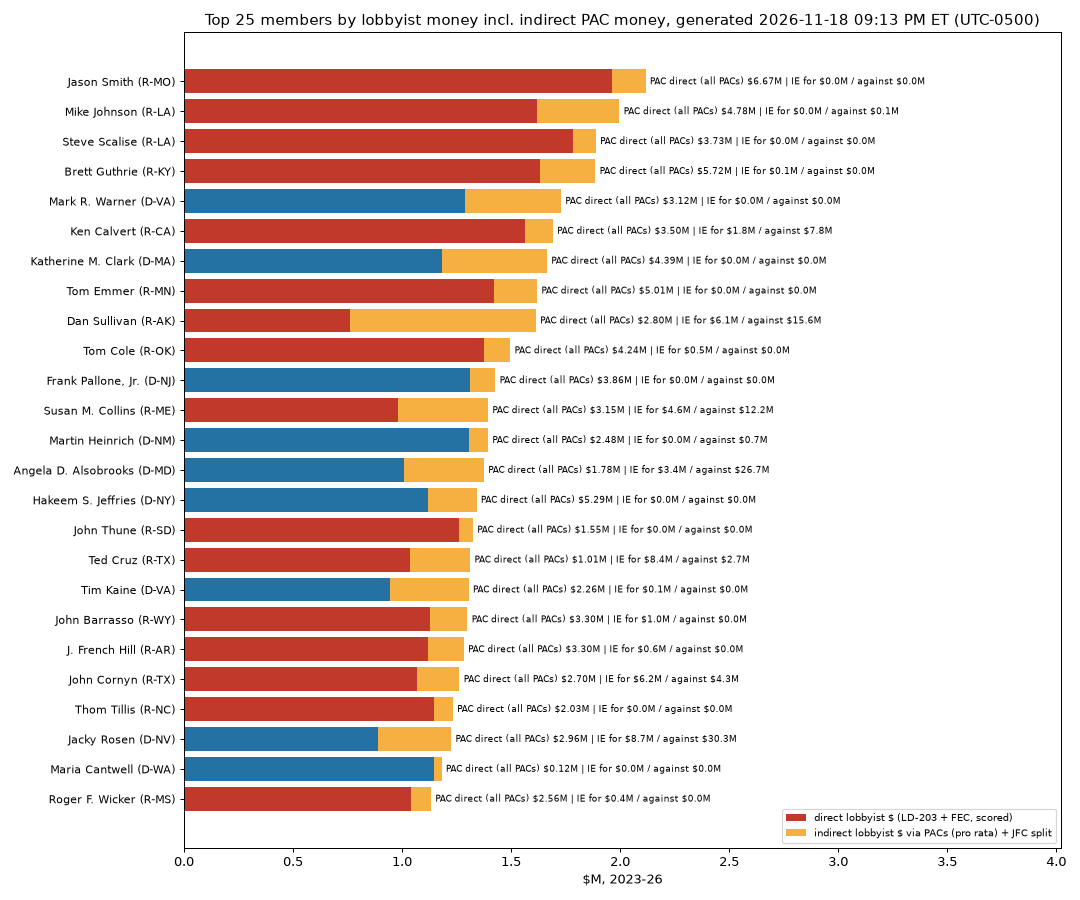 Top 25 members by lobbyist money incl. indirect PAC money, generated 2026-11-18 09:13 PM ET (UTC-0500)
Jason Smith (R-MO) PAC direct (all PACs) $6.67M | IE for $0.0M / against $0.0M
Mike Johnson (R-LA) PAC direct (all PACs) $4.78M | IE for $0.0M / against $0.1M
Steve Scalise (R-LA) PAC direct (all PACs) $3.73M | IE for $0.0M / against $0.0M
Brett Guthrie (R-KY) PAC direct (all PACs) $5.72M | IE for $0.1M / against $0.0M
Mark R. Warner (D-VA) PAC direct (all PACs) $3.12M | IE for $0.0M / against $0.0M
Ken Calvert (R-CA) PAC direct (all PACs) $3.50M | IE for $1.8M / against $7.8M
Katherine M. Clark (D-MA) PAC direct (all PACs) $4.39M | IE for $0.0M / against $0.0M
Tom Emmer (R-MN) PAC direct (all PACs) $5.01M | IE for $0.0M / against $0.0M
Dan Sullivan (R-AK) PAC direct (all PACs) $2.80M | IE for $6.1M / against $15.6M
Tom Cole (R-OK) PAC direct (all PACs) $4.24M | IE for $0.5M / against $0.0M
Frank Pallone, Jr. (D-NJ) PAC direct (all PACs) $3.86M | IE for $0.0M / against $0.0M
Susan M. Collins (R-ME) PAC direct (all PACs) $3.15M | IE for $4.6M / against $12.2M
Martin Heinrich (D-NM) PAC direct (all PACs) $2.48M | IE for $0.0M / against $0.7M
Angela D. Alsobrooks (D-MD) PAC direct (all PACs) $1.78M | IE for $3.4M / against $26.7M
Hakeem S. Jeffries (D-NY) PAC direct (all PACs) $5.29M | IE for $0.0M / against $0.0M
John Thune (R-SD) PAC direct (all PACs) $1.55M | IE for $0.0M / against $0.0M
Ted Cruz (R-TX) PAC direct (all PACs) $1.01M | IE for $8.4M / against $2.7M
Tim Kaine (D-VA) PAC direct (all PACs) $2.26M | IE for $0.1M / against $0.0M
John Barrasso (R-WY) PAC direct (all PACs) $3.30M | IE for $1.0M / against $0.0M
J. French Hill (R-AR) PAC direct (all PACs) $3.30M | IE for $0.6M / against $0.0M
John Cornyn (R-TX) PAC direct (all PACs) $2.70M | IE for $6.2M / against $4.3M
Thom Tillis (R-NC) PAC direct (all PACs) $2.03M | IE for $0.0M / against $0.0M
Jacky Rosen (D-NV) PAC direct (all PACs) $2.96M | IE for $8.7M / against $30.3M
Maria Cantwell (D-WA) PAC direct (all PACs) $0.12M | IE for $0.0M / against $0.0M
Roger F. Wicker (R-MS) PAC direct (all PACs) $2.56M | IE for $0.4M / against $0.0M
direct lobbyist $ (LD-203 + FEC, scored)
indirect lobbyist $ via PACs (pro rata) + JFC split
0.0 0.5 1.0 1.5 2.0 2.5 3.0 3.5 4.0
$M, 2023-26